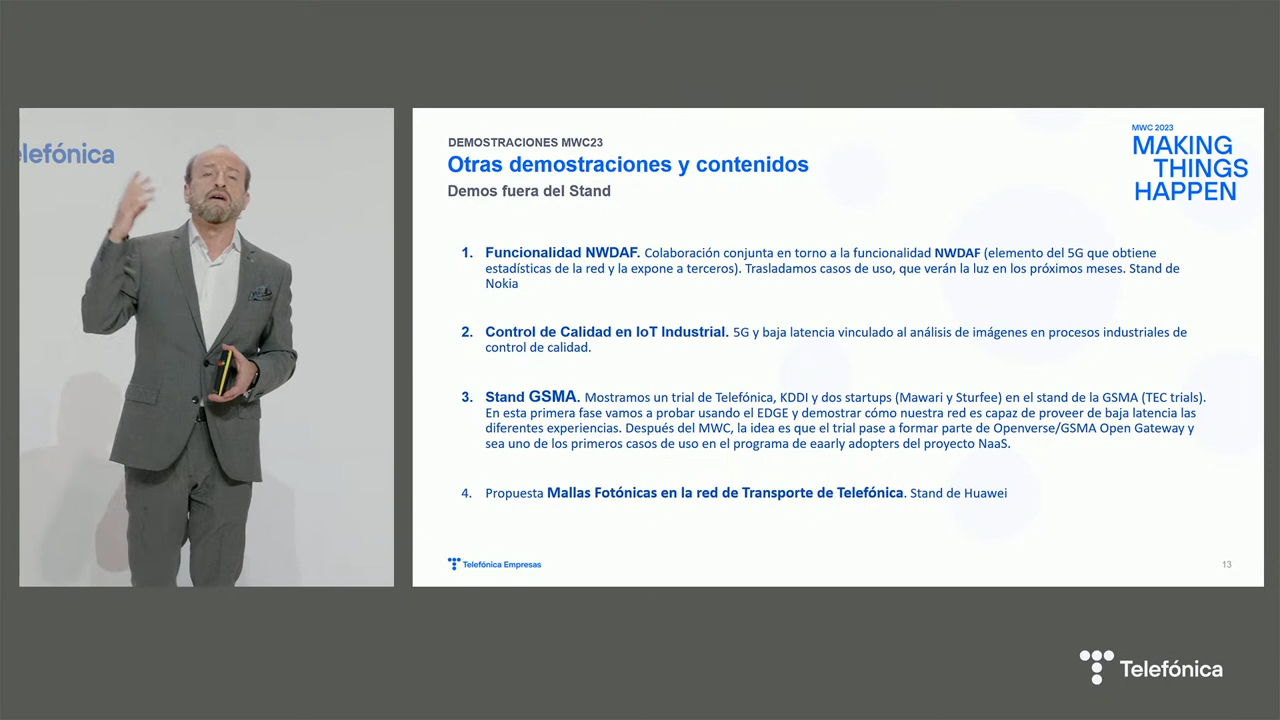 elefónica
DEMOSTRACIONES MWC23
Otras demostraciones y contenidos
Demos fuera del Stand
MWC 2023
MAKING
THINGS
HAPPEN
1. Funcionalidad NWDAF. Colaboración conjunta en torno a la funcionalidad NWDAF (elemento del 5G que obtiene
estadísticas de la red y la expone a terceros). Trasladamos casos de uso, que verán la luz en los próximos meses. Stand de
Nokia
2. Control de Calidad en IoT Industrial. 5G y baja latencia vinculado al análisis de imágenes en procesos industriales de
control de calidad.
3. Stand GSMA. Mostramos un trial de Telefónica, KDDI y dos startups (Mawari y Sturfee) en el stand de la GSMA (TEC trials).
En esta primera fase vamos a probar usando el EDGE y demostrar cómo nuestra red es capaz de proveer de baja latencia las
diferentes experiencias. Después del MWC, la idea es que el trial pase a formar parte de Openverse/GSMA Open Gateway y
sea uno de los primeros casos de uso en el programa de eaarly adopters del proyecto NaaS.
4. Propuesta Mallas Fotónicas en la red de Transporte de Telefónica. Stand de Huawei
Telefónica Empresas
13
Telefónica